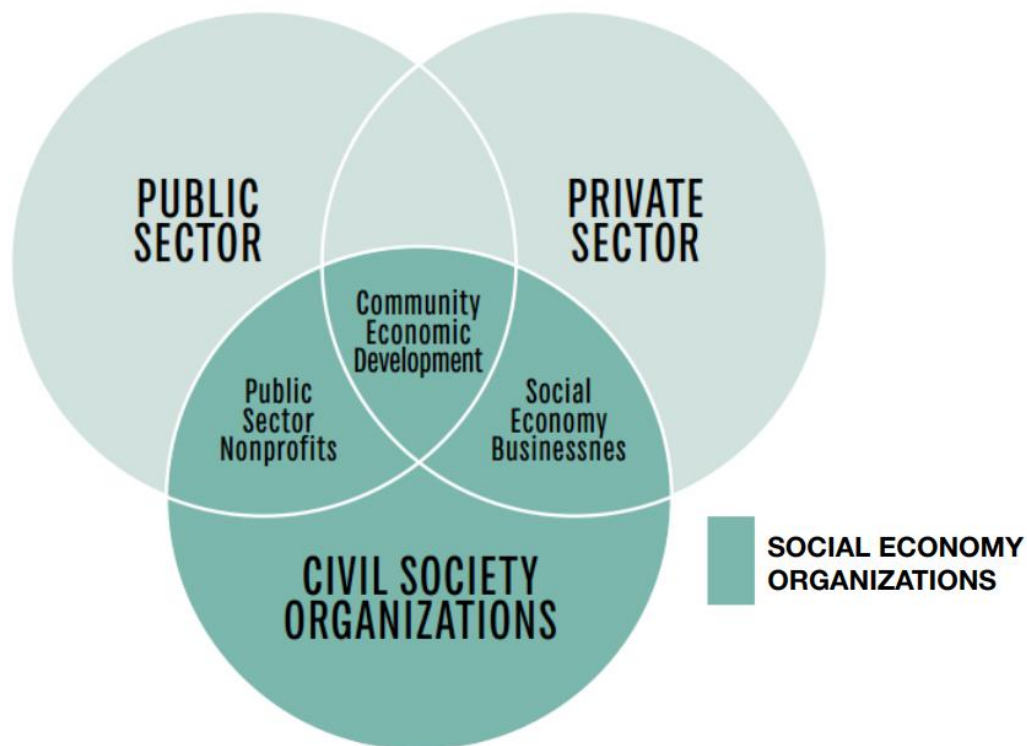 PUBLIC
SECTOR
PRIVATE
SECTOR
Community
Economic
Development
Public
Sector
Nonprofits
Social
Economy
Businessnes
CIVIL SOCIETY
ORGANIZATIONS
SOCIAL ECONOMY
ORGANIZATIONS